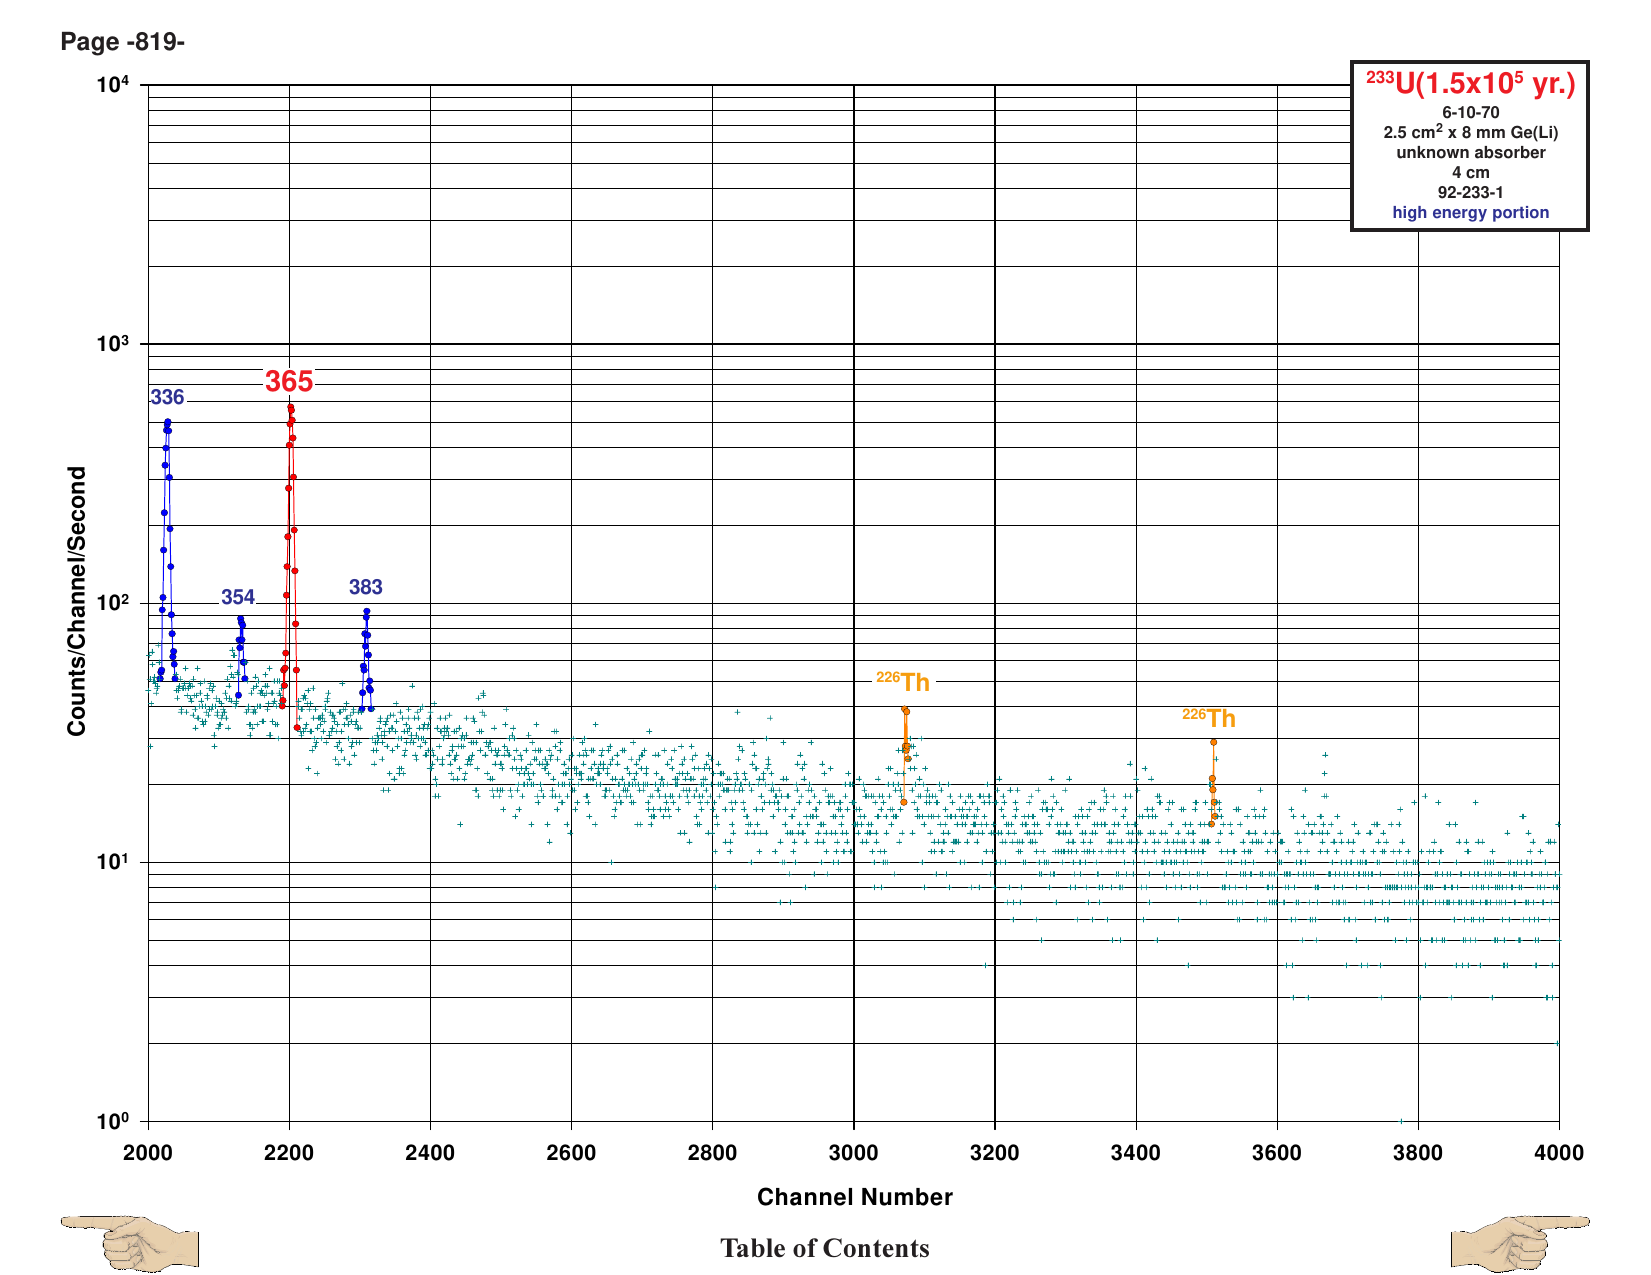 Page -819-
²³³U(1.5x10⁵ yr.)
6-10-70
2.5 cm² x 8 mm Ge(Li)
unknown absorber
4 cm
92-233-1
high energy portion
10⁴
10³
10²
10¹
10⁰
Counts/Channel/Second
336
354
365
383
²²⁶Th
²²⁶Th
2000 2200 2400 2600 2800 3000 3200 3400 3600 3800 4000
Channel Number
Table of Contents